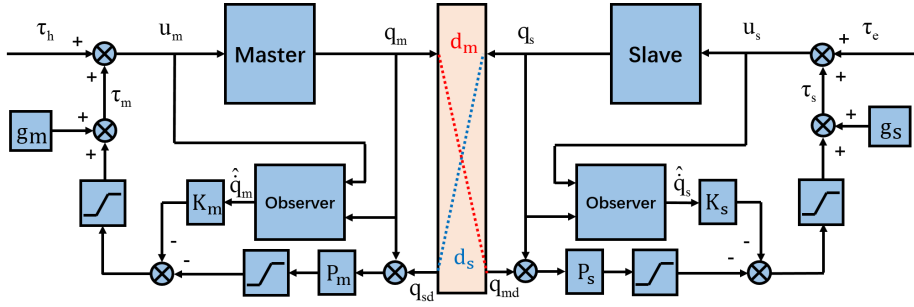 τh + um Master qm dm qs Slave us + τe
+ τm + τs
gm + + gs
+ +
Km q̇̂m Observer Observer q̇̂s Ks
- -
- Pm ds Ps -
qsd qmd